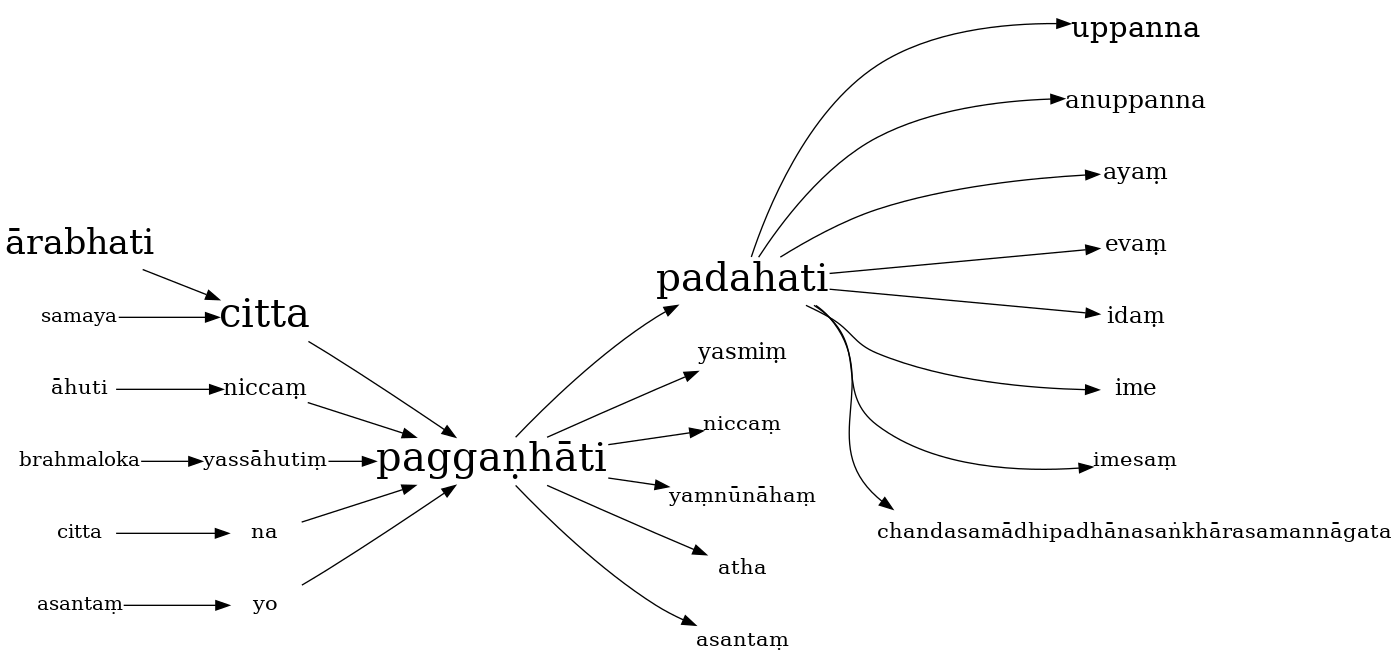 uppanna
anuppanna
ayaṃ
ārabhati
evaṃ
padahati
citta
samaya
idaṃ
yasmiṃ
āhuti
niccaṃ
ime
niccaṃ
brahmaloka
yassāhutiṃ
paggaṇhāti
imesaṃ
yaṃnūnāhaṃ
citta
na
chandasamādhipadhānasaṅkhārasamannāgata
atha
asantaṃ
yo
asantaṃ